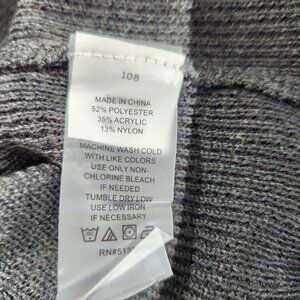 108
MADE IN CHINA
52% POLYESTER
35% ACRYLIC
13% NYLON
MACHINE WASH COLD
WITH LIKE COLORS
USE ONLY NON-
CHLORINE BLEACH
IF NEEDED
TUMBLE DRY LOW
USE LOW IRON
IF NECESSARY